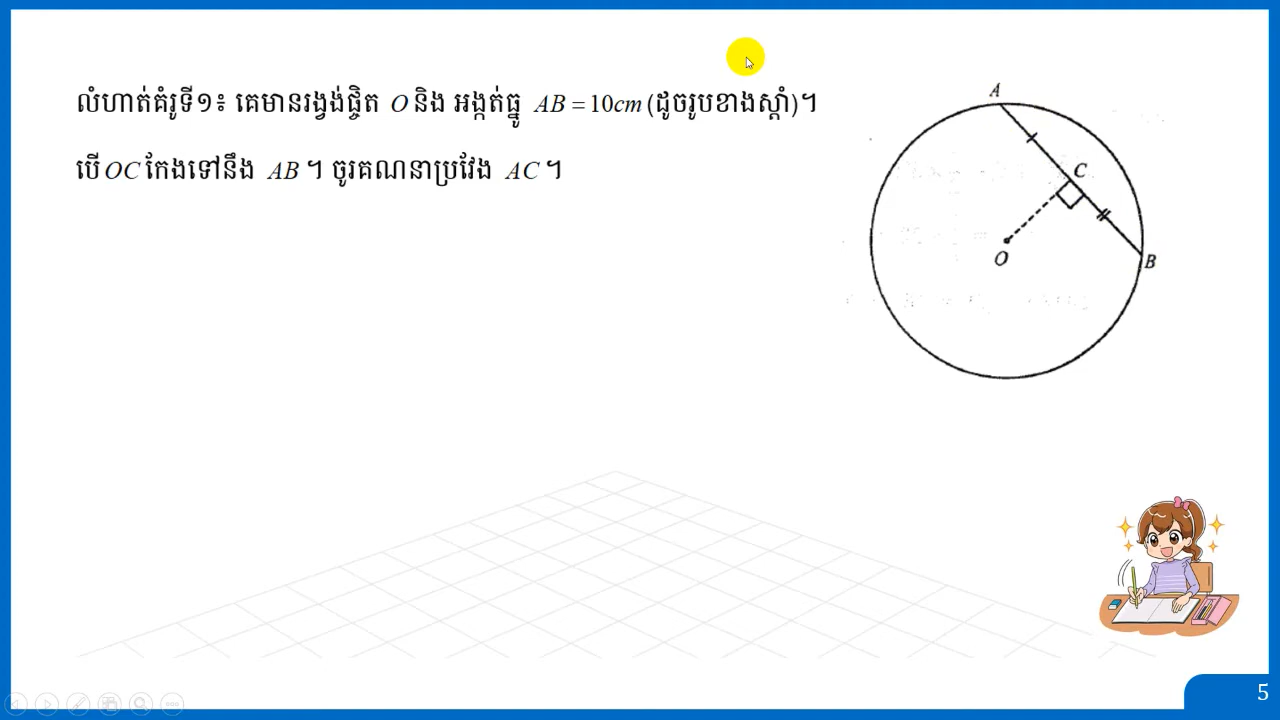 លំហាត់គំរូទី១៖ គេមានរង្វង់ផ្ចិត O និង អង្កត់ធ្នូ AB = 10cm (ដូចរូបខាងស្តាំ)។
បើ OC កែងទៅនឹង AB ។ ចូរគណនាប្រវែង AC ។
A
C
O
B
5